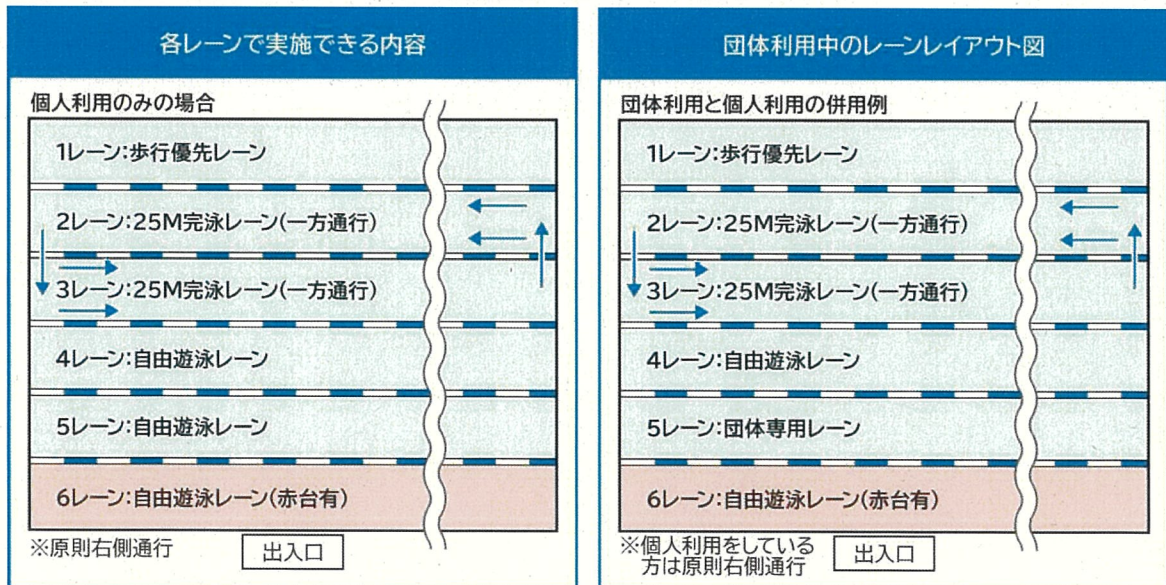 各レーンで実施できる内容
個人利用のみの場合
1レーン:歩行優先レーン
2レーン:25M完泳レーン(一方通行)
3レーン:25M完泳レーン(一方通行)
4レーン:自由遊泳レーン
5レーン:自由遊泳レーン
6レーン:自由遊泳レーン(赤台有)
※原則右側通行
出入口
団体利用中のレーンレイアウト図
団体利用と個人利用の併用例
1レーン:歩行優先レーン
2レーン:25M完泳レーン(一方通行)
3レーン:25M完泳レーン(一方通行)
4レーン:自由遊泳レーン
5レーン:団体専用レーン
6レーン:自由遊泳レーン(赤台有)
※個人利用をしている
方は原則右側通行
出入口